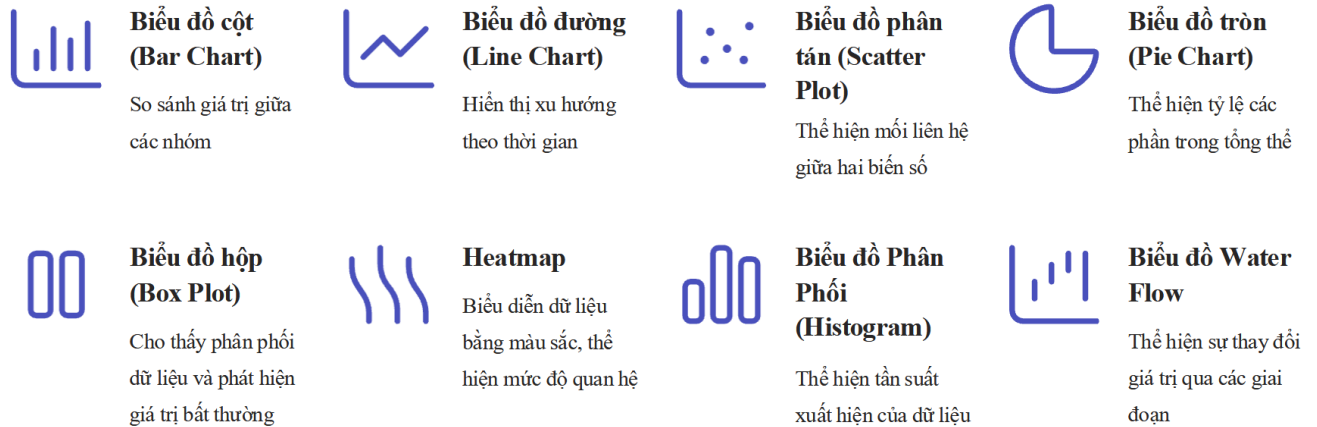 Biểu đồ cột
(Bar Chart)
So sánh giá trị giữa
các nhóm
Biểu đồ đường
(Line Chart)
Hiển thị xu hướng
theo thời gian
Biểu đồ phân
tán (Scatter
Plot)
Thể hiện mối liên hệ
giữa hai biến số
Biểu đồ tròn
(Pie Chart)
Thể hiện tỷ lệ các
phần trong tổng thể
Biểu đồ hộp
(Box Plot)
Cho thấy phân phối
dữ liệu và phát hiện
giá trị bất thường
Heatmap
Biểu diễn dữ liệu
bằng màu sắc, thể
hiện mức độ quan hệ
Biểu đồ Phân
Phối
(Histogram)
Thể hiện tần suất
xuất hiện của dữ liệu
Biểu đồ Water
Flow
Thể hiện sự thay đổi
giá trị qua các giai
đoạn